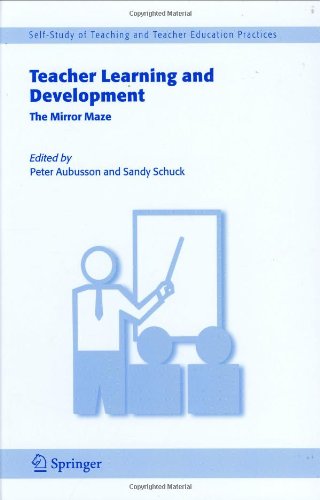 Copyrighted Material
Self-Study of Teaching and Teacher Education Practices
Teacher Learning and
Development
The Mirror Maze
Edited by
Peter Aubusson and Sandy Schuck
Springer
Copyrighted Material